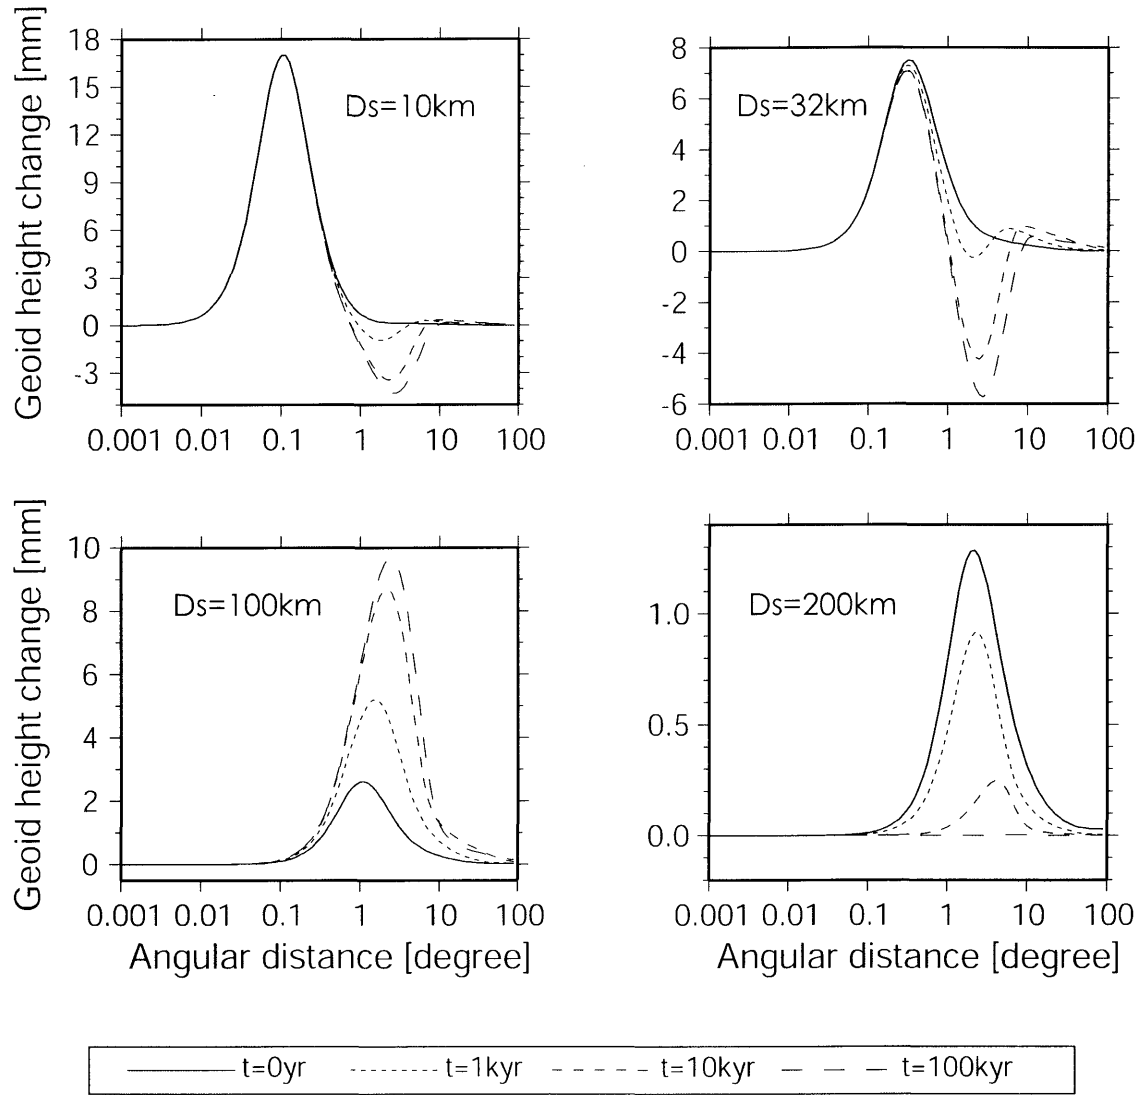 Geoid height change [mm]
18
15
12
9
6
3
0
-3
Ds=10km
0.001 0.01 0.1 1 10 100
8
6
4
2
0
-2
-4
-6
Ds=32km
0.001 0.01 0.1 1 10 100
Geoid height change [mm]
10
8
6
4
2
0
Ds=100km
0.001 0.01 0.1 1 10 100
Angular distance [degree]
1.0
0.5
0.0
Ds=200km
0.001 0.01 0.1 1 10 100
Angular distance [degree]
t=0yr t=1kyr t=10kyr t=100kyr